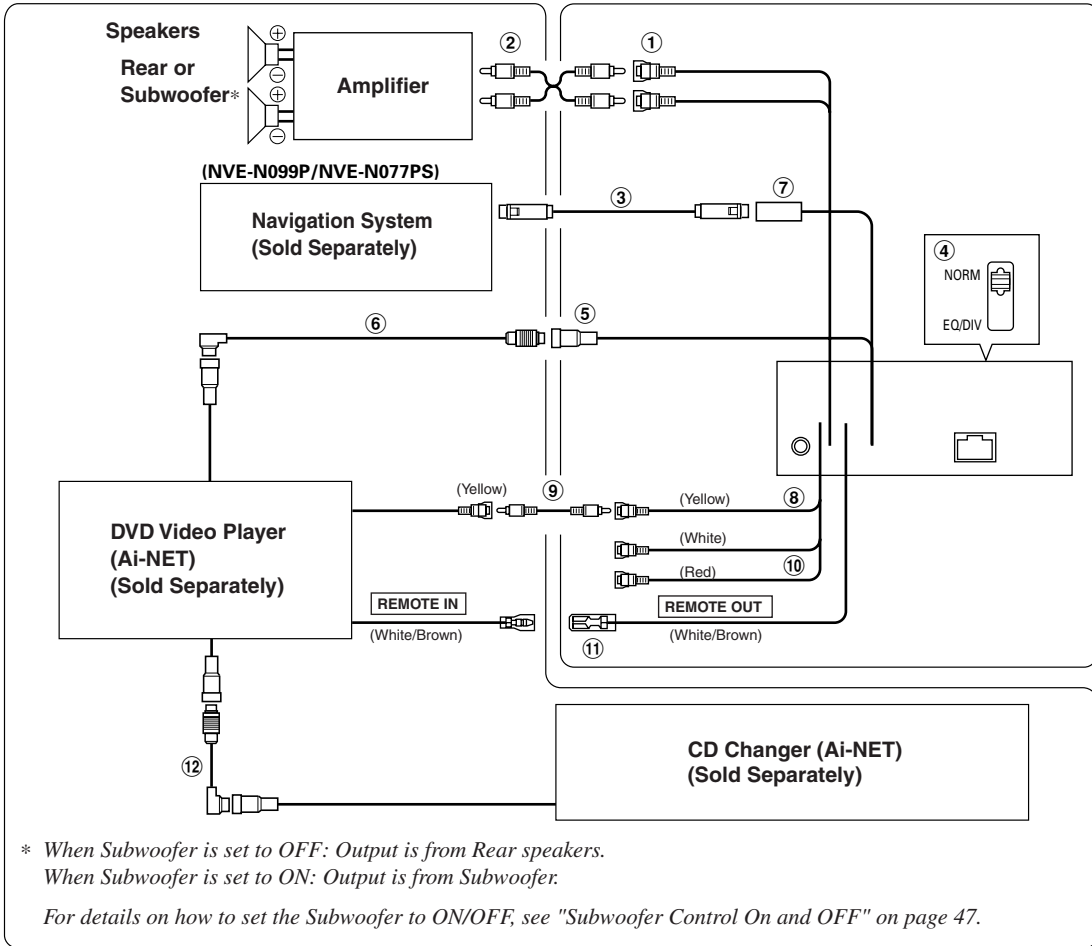 Speakers
Rear or
Subwoofer*
⊕
⊖
⊕
⊖
Amplifier
②
①
(NVE-N099P/NVE-N077PS)
Navigation System
(Sold Separately)
③
⑦
④
NORM
EQ/DIV
⑥
⑤
DVD Video Player
(Ai-NET)
(Sold Separately)
(Yellow)
⑨
(Yellow)
⑧
(White)
(Red)
⑩
REMOTE IN
(White/Brown)
REMOTE OUT
(White/Brown)
⑪
⑫
CD Changer (Ai-NET)
(Sold Separately)
* When Subwoofer is set to OFF: Output is from Rear speakers.
When Subwoofer is set to ON: Output is from Subwoofer.
For details on how to set the Subwoofer to ON/OFF, see "Subwoofer Control On and OFF" on page 47.